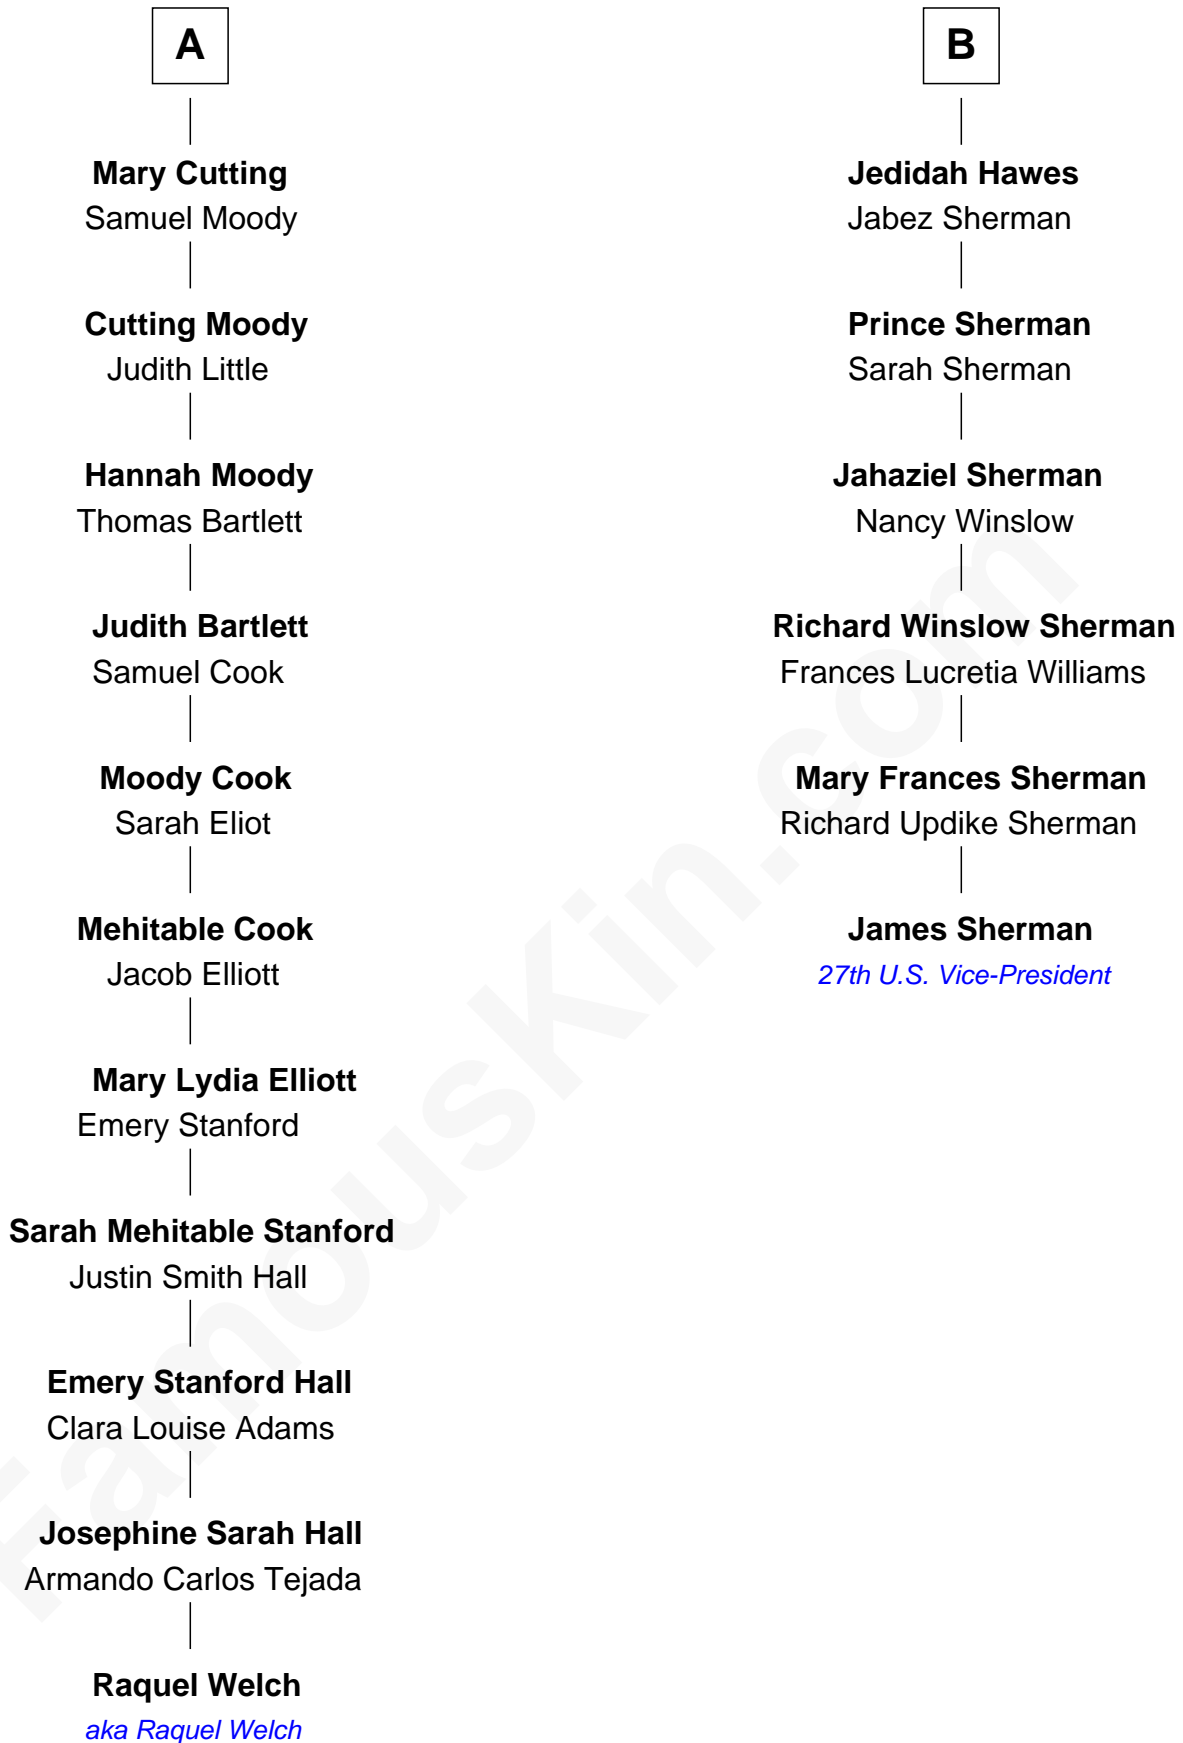 A
Mary Cutting
Samuel Moody
Cutting Moody
Judith Little
Hannah Moody
Thomas Bartlett
Judith Bartlett
Samuel Cook
Moody Cook
Sarah Eliot
Mehitable Cook
Jacob Elliott
Mary Lydia Elliott
Emery Stanford
Sarah Mehitable Stanford
Justin Smith Hall
Emery Stanford Hall
Clara Louise Adams
Josephine Sarah Hall
Armando Carlos Tejada
Raquel Welch
aka Raquel Welch
B
Jedidah Hawes
Jabez Sherman
Prince Sherman
Sarah Sherman
Jahaziel Sherman
Nancy Winslow
Richard Winslow Sherman
Frances Lucretia Williams
Mary Frances Sherman
Richard Updike Sherman
James Sherman
27th U.S. Vice-President
FamousKin.com